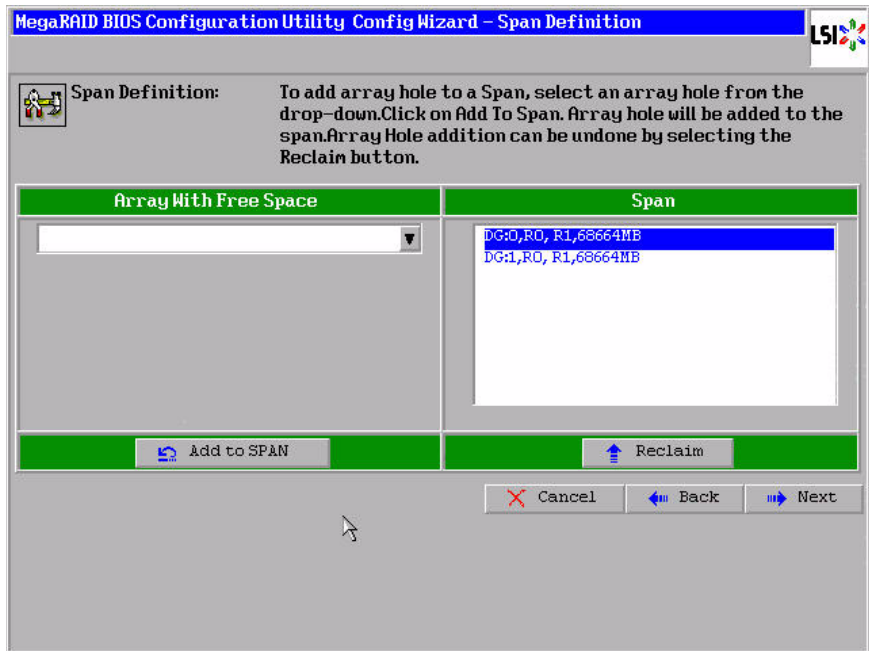 MegaRAID BIOS Configuration Utility Config Wizard – Span Definition
LSI
Span Definition:
To add array hole to a Span, select an array hole from the
drop-down.Click on Add To Span. Array hole will be added to the
span.Array Hole addition can be undone by selecting the
Reclaim button.
Array With Free Space
Span
DG:0,R0, R1,68664MB
DG:1,R0, R1,68664MB
Add to SPAN
Reclaim
Cancel
Back
Next